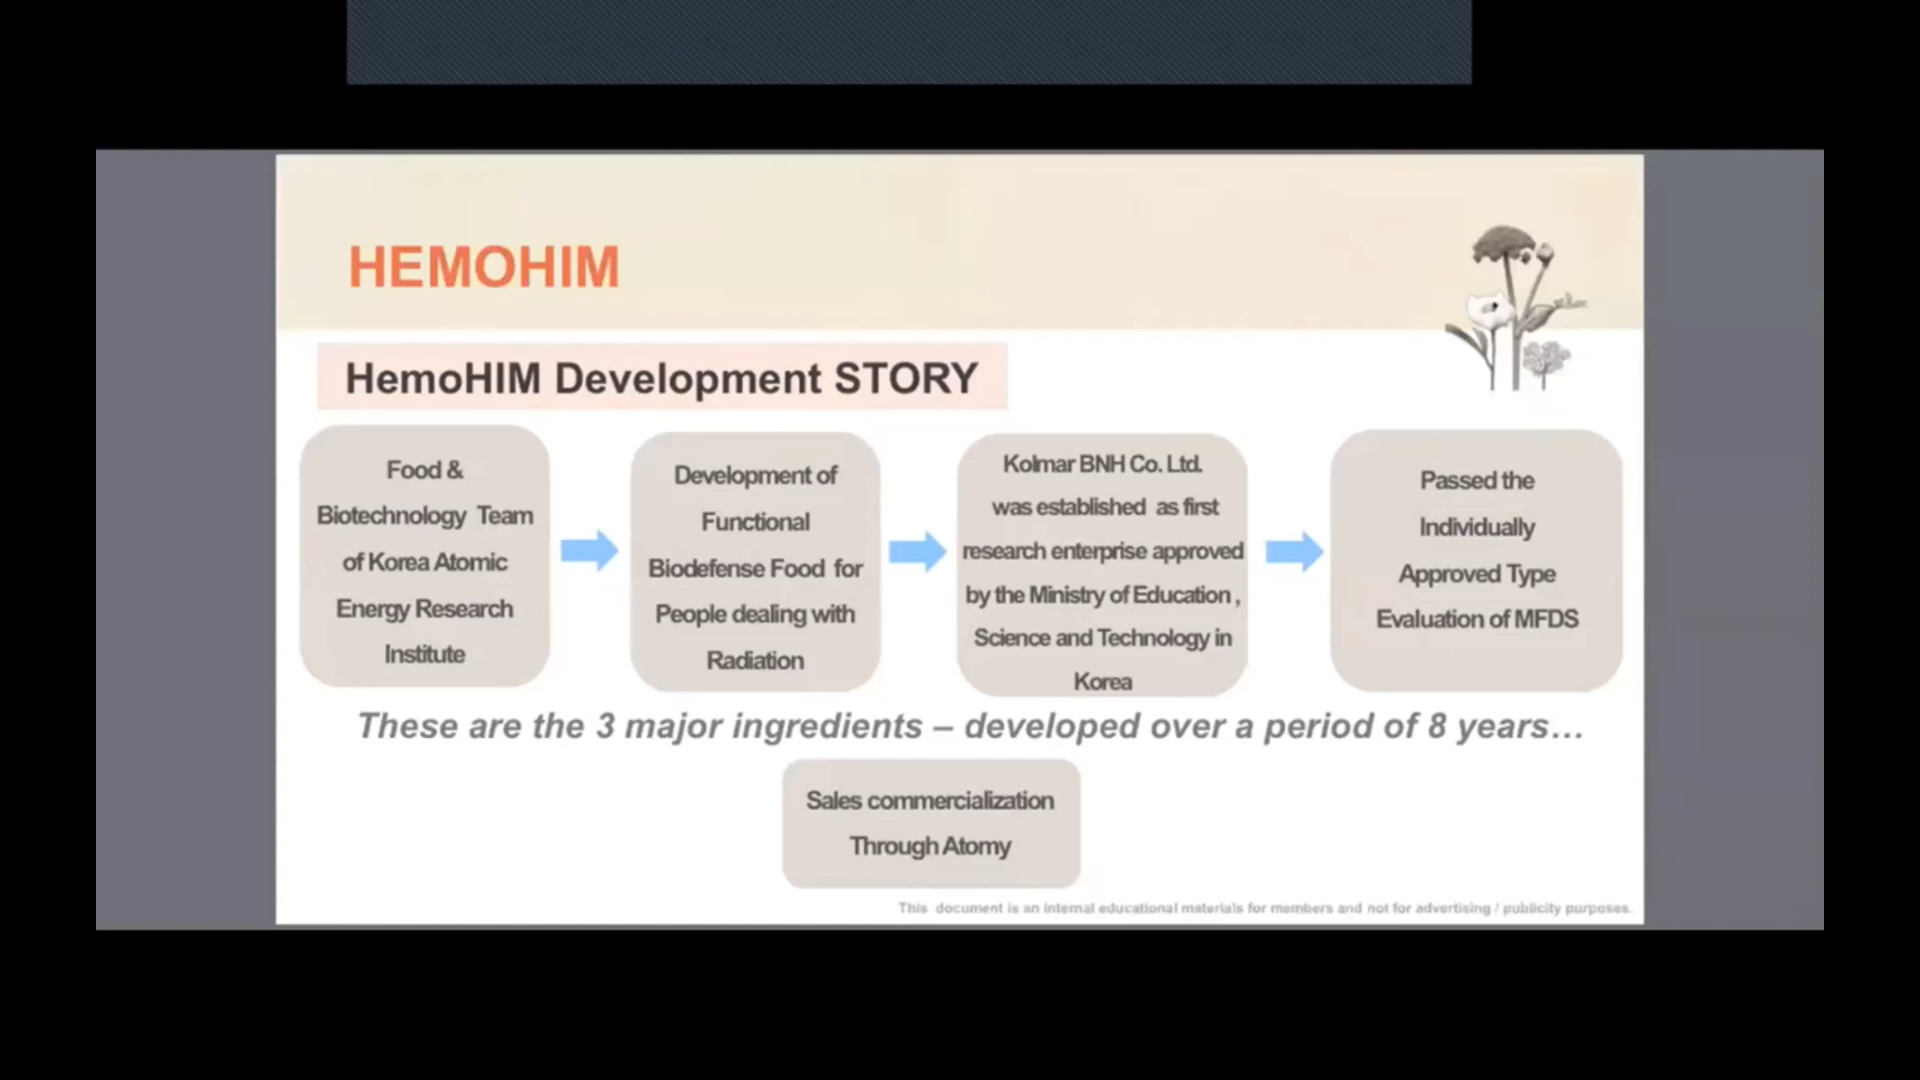 HEMOHIM
HemoHIM Development STORY
Food &
Biotechnology Team
of Korea Atomic
Energy Research
Institute
Development of
Functional
Biodefense Food for
People dealing with
Radiation
Kolmar BNH Co. Ltd.
was established as first
research enterprise approved
by the Ministry of Education ,
Science and Technology in
Korea
Passed the
Individually
Approved Type
Evaluation of MFDS
These are the 3 major ingredients – developed over a period of 8 years...
Sales commercialization
Through Atomy
This document is an internal educational materials for members and not for advertising / publicity purposes.